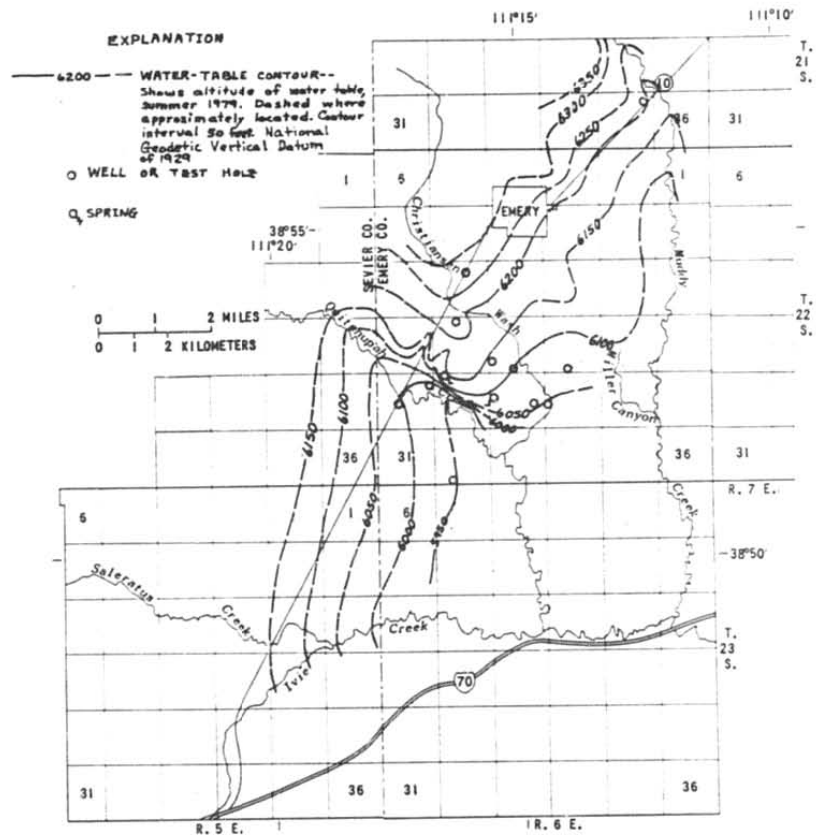 111°15'
111°10'
EXPLANATION
T.
21
S.
6200
WATER-TABLE CONTOUR--
Shows altitude of water table,
summer 1979. Dashed where
approximately located. Contour
interval 50 feet National
Geodetic Vertical Datum
of 1929
WELL OR TEST HOLE
SPRING
6350
6300
6250
10
31
36
31
1
6
1
6
EMERY
Christiansen
Wash
38°55'
111°20'
SEVIER CO.
EMERY CO.
6200
6150
Muddy
0 1 2 MILES
0 1 2 KILOMETERS
Quitchupah
T.
22
S.
6100
Miller
Canyon
6050
6000
6150
6100
36
31
36
31
R. 7 E.
6
1
6
6050
6000
5950
Creek
38°50'
Saleratus
Creek
Creek
Ivie
T.
23
S.
70
31
36
31
36
R. 5 E.
R. 6 E.